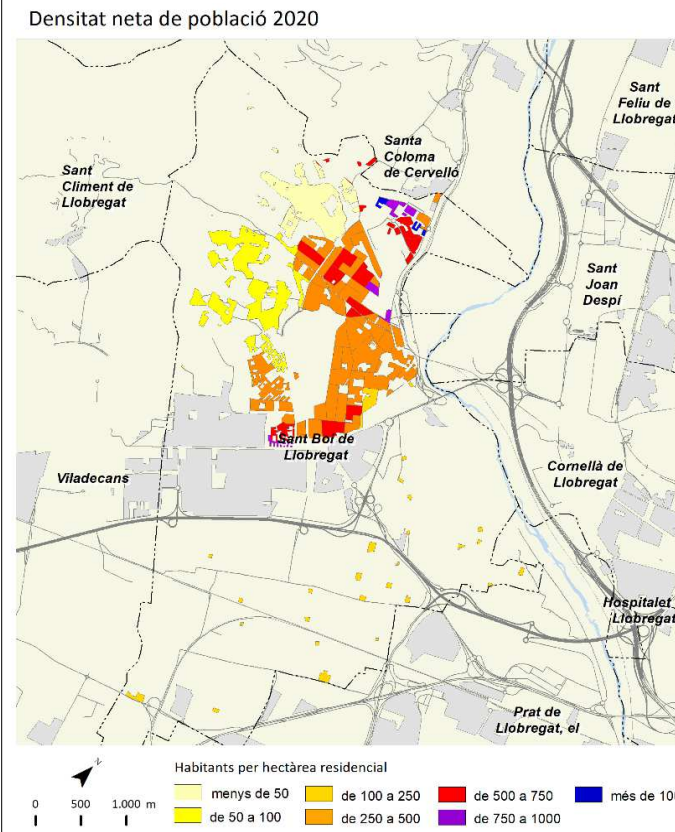 Densitat neta de població 2020
Sant
Feliu de
Llobregat
Santa
Coloma
de Cervelló
Sant
Climent de
Llobregat
Sant
Joan
Despí
Sant Boi de
Llobregat
Viladecans
Cornellà de
Llobregat
Hospitalet
Llobregat
Prat de
Llobregat, el
N
0 500 1.000 m
Habitants per hectàrea residencial
menys de 50
de 50 a 100
de 100 a 250
de 250 a 500
de 500 a 750
de 750 a 1000
més de 10